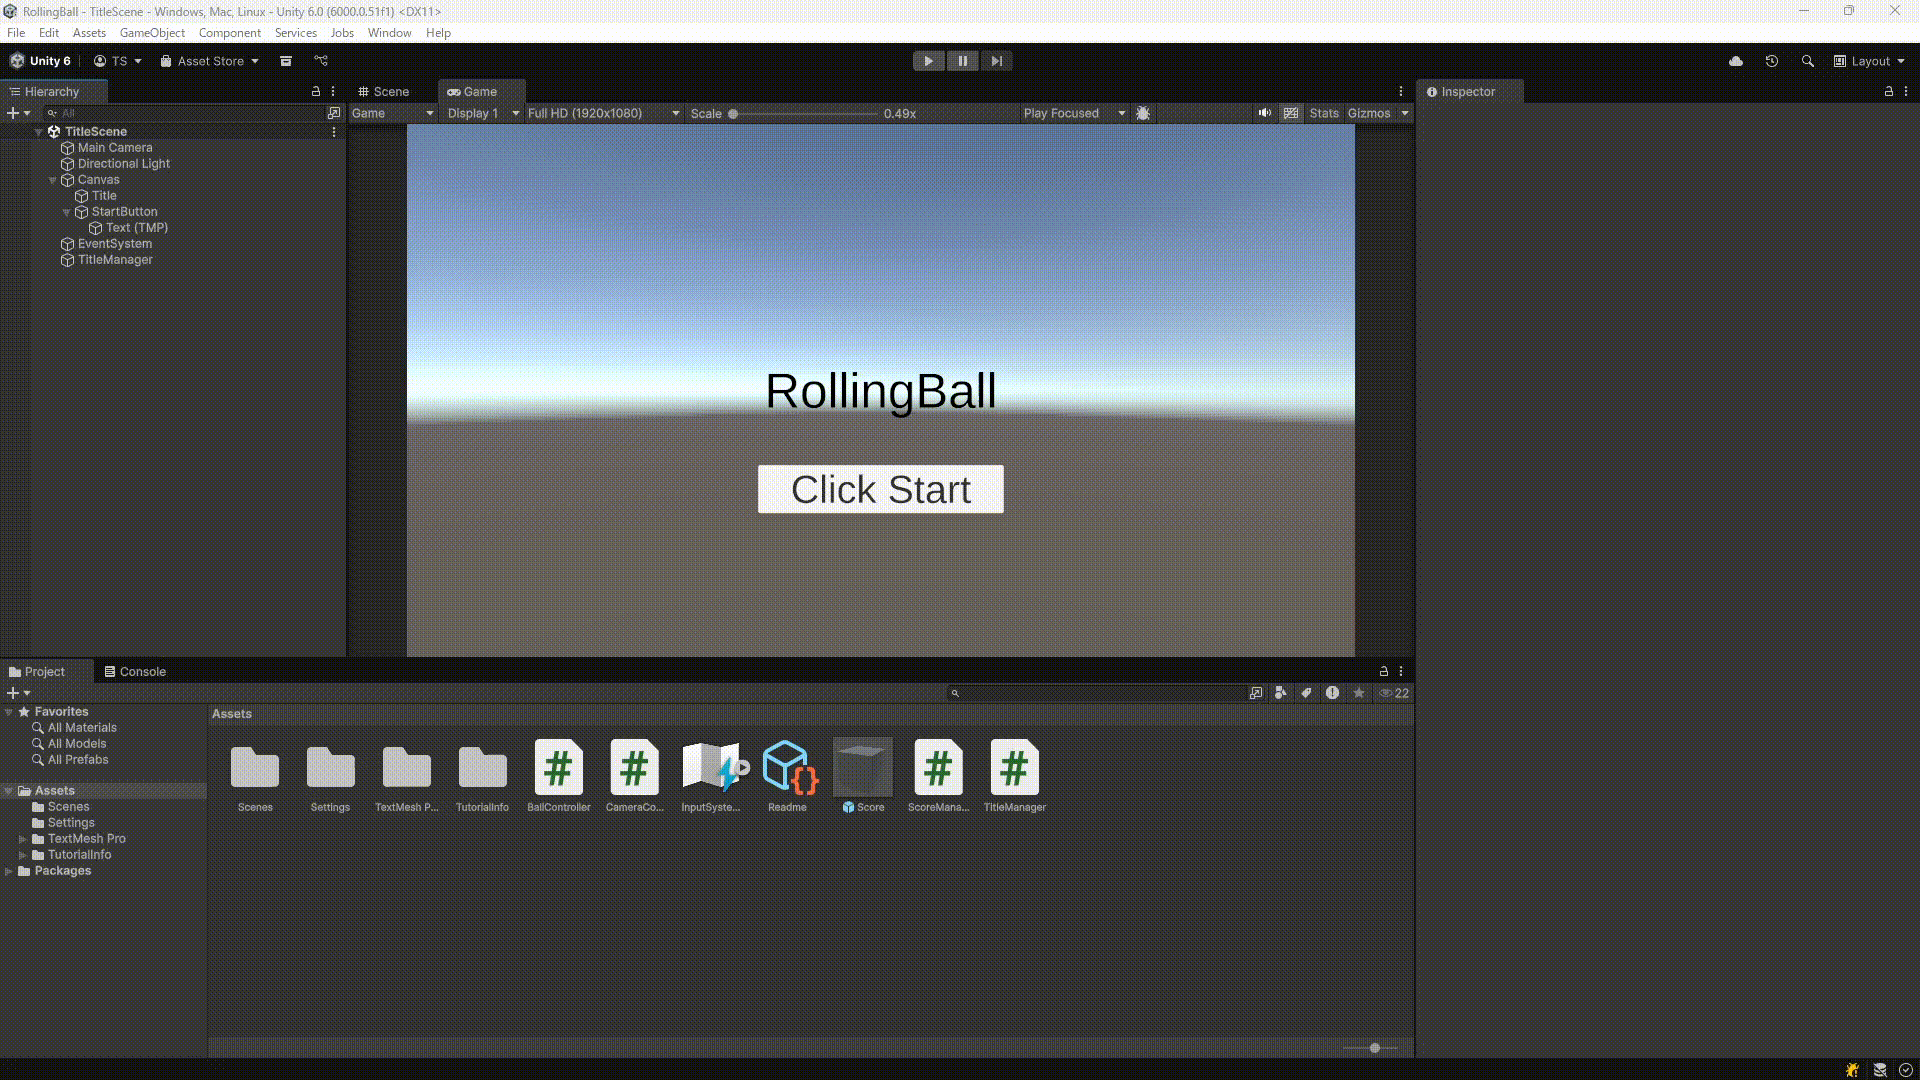 RollingBall - TitleScene - Windows, Mac, Linux - Unity 6.0 (6000.0.51f1) <DX11>
File Edit Assets GameObject Component Services Jobs Window Help
Unity 6 TS Asset Store Layout
Hierarchy
All
TitleScene
Main Camera
Directional Light
Canvas
Title
StartButton
Text (TMP)
EventSystem
TitleManager
Scene Game
Game Display 1 Full HD (1920x1080) Scale 0.49x Play Focused Stats Gizmos
RollingBall
Click Start
Inspector
Project Console
22
Favorites
All Materials
All Models
All Prefabs
Assets
Scenes
Settings
TextMesh Pro
TutorialInfo
Packages
Assets
Scenes Settings TextMesh P... TutorialInfo BallController CameraCo... InputSyste... Readme Score ScoreMana... TitleManager